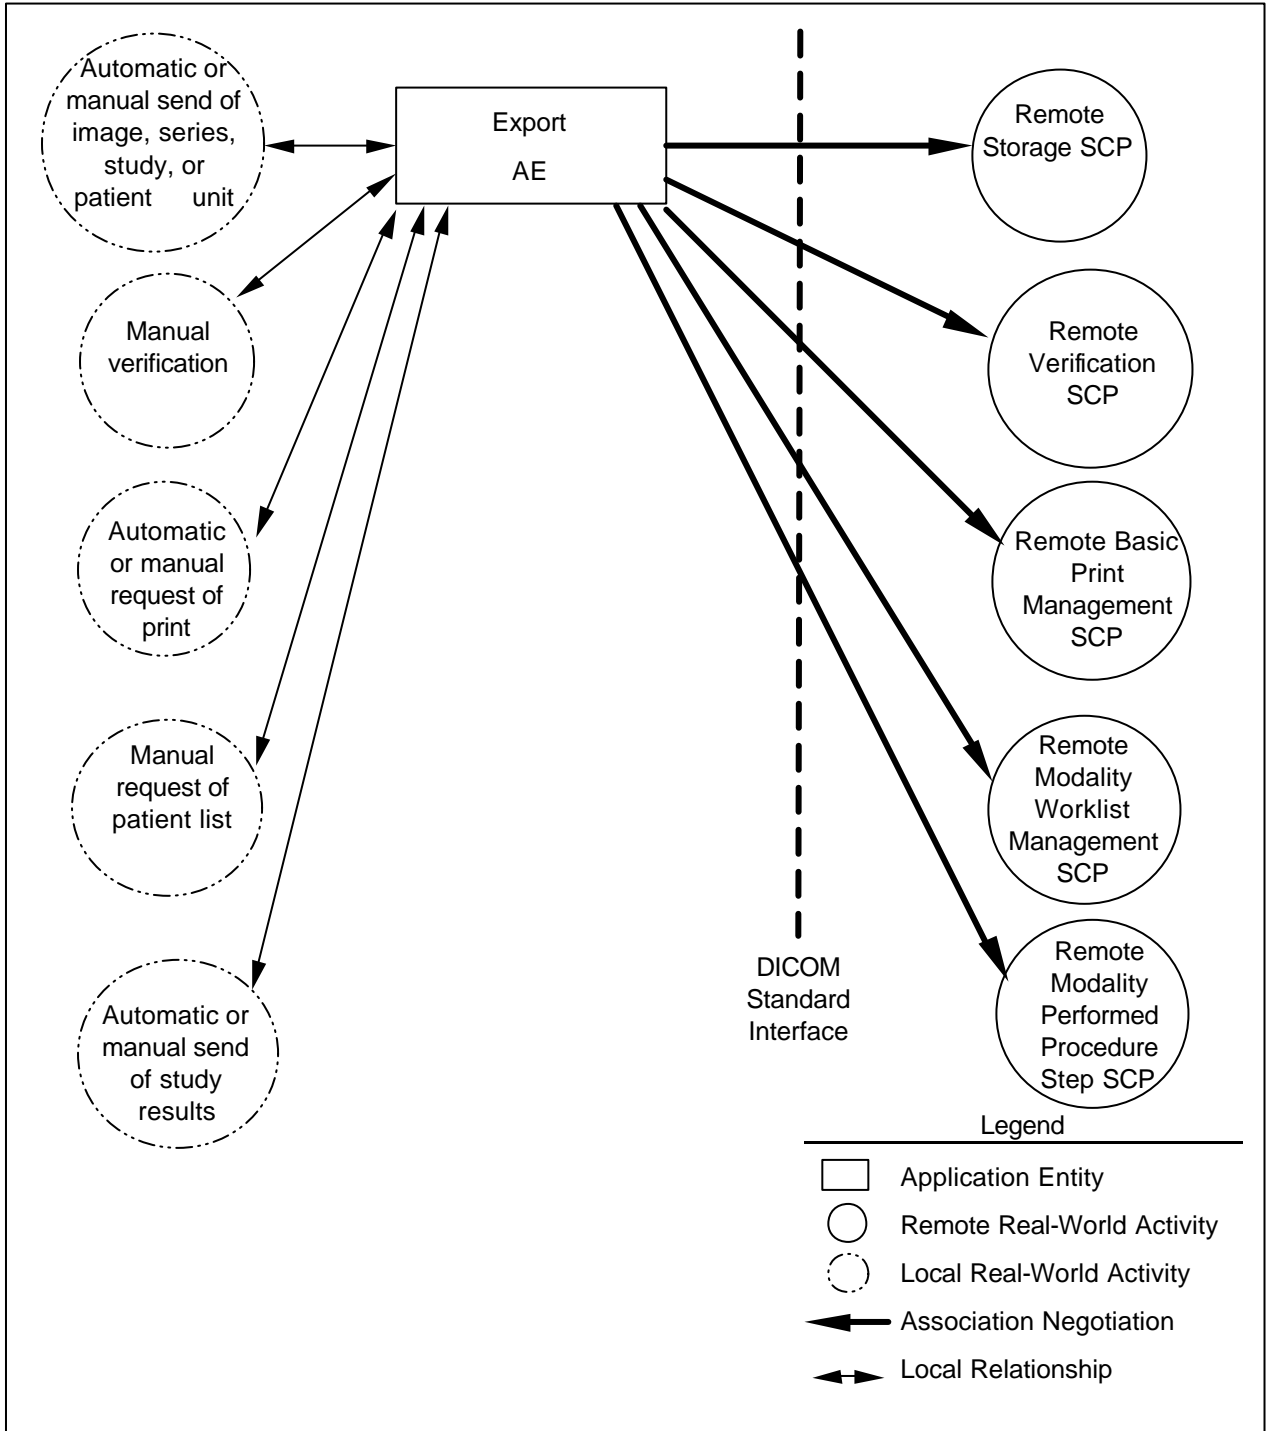 Automatic or
manual send of
image, series,
study, or
patient unit
Export
AE
Remote
Storage SCP
Manual
verification
Remote
Verification
SCP
Automatic
or manual
request of
print
Remote Basic
Print
Management
SCP
Manual
request of
patient list
Remote
Modality
Worklist
Management
SCP
Automatic or
manual send
of study
results
DICOM
Standard
Interface
Remote
Modality
Performed
Procedure
Step SCP
Legend
Application Entity
Remote Real-World Activity
Local Real-World Activity
Association Negotiation
Local Relationship